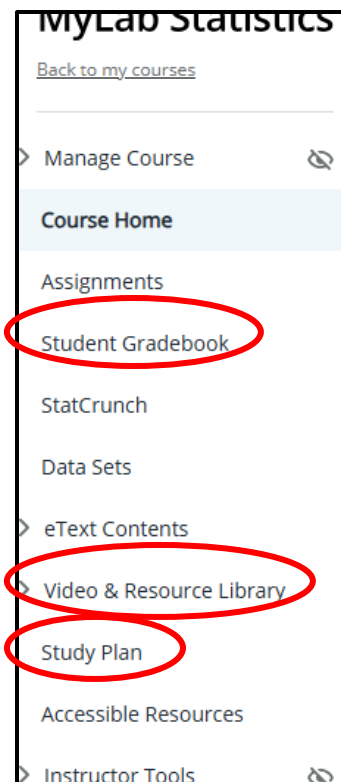 MyLab Statistics
Back to my courses
Manage Course
Course Home
Assignments
Student Gradebook
StatCrunch
Data Sets
eText Contents
Video & Resource Library
Study Plan
Accessible Resources
Instructor Tools